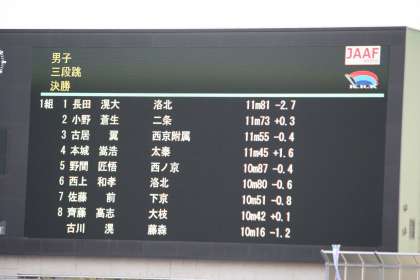 男子
三段跳
決勝
1組 1 長田 滉大 洛北 11m81 -2.7
2 小野 蒼生 二条 11m73 +0.3
3 古居 翼 西京附属 11m55 -0.4
4 本城 嵩浩 太秦 11m45 +1.6
5 野間 匠悟 西ノ京 10m87 -0.4
6 西上 和孝 洛北 10m80 -0.6
7 佐藤 前 下京 10m51 -0.8
8 齊藤 高志 大枝 10m42 +0.1
古川 滉 藤森 10m16 -1.2
JAAF